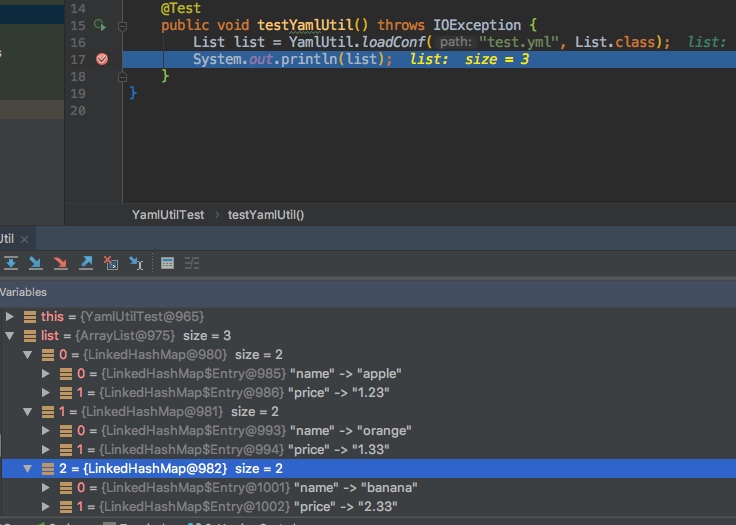 14 @Test
15 public void testYamlUtil() throws IOException {
16 List list = YamlUtil.loadConf( path: "test.yml", List.class); list:
17 System.out.println(list); list: size = 3
18 }
19 }
20
YamlUtilTest › testYamlUtil()
Util ×
Variables
this = {YamlUtilTest@965}
list = {ArrayList@975} size = 3
0 = {LinkedHashMap@980} size = 2
0 = {LinkedHashMap$Entry@985} "name" -> "apple"
1 = {LinkedHashMap$Entry@986} "price" -> "1.23"
1 = {LinkedHashMap@981} size = 2
0 = {LinkedHashMap$Entry@993} "name" -> "orange"
1 = {LinkedHashMap$Entry@994} "price" -> "1.33"
2 = {LinkedHashMap@982} size = 2
0 = {LinkedHashMap$Entry@1001} "name" -> "banana"
1 = {LinkedHashMap$Entry@1002} "price" -> "2.33"